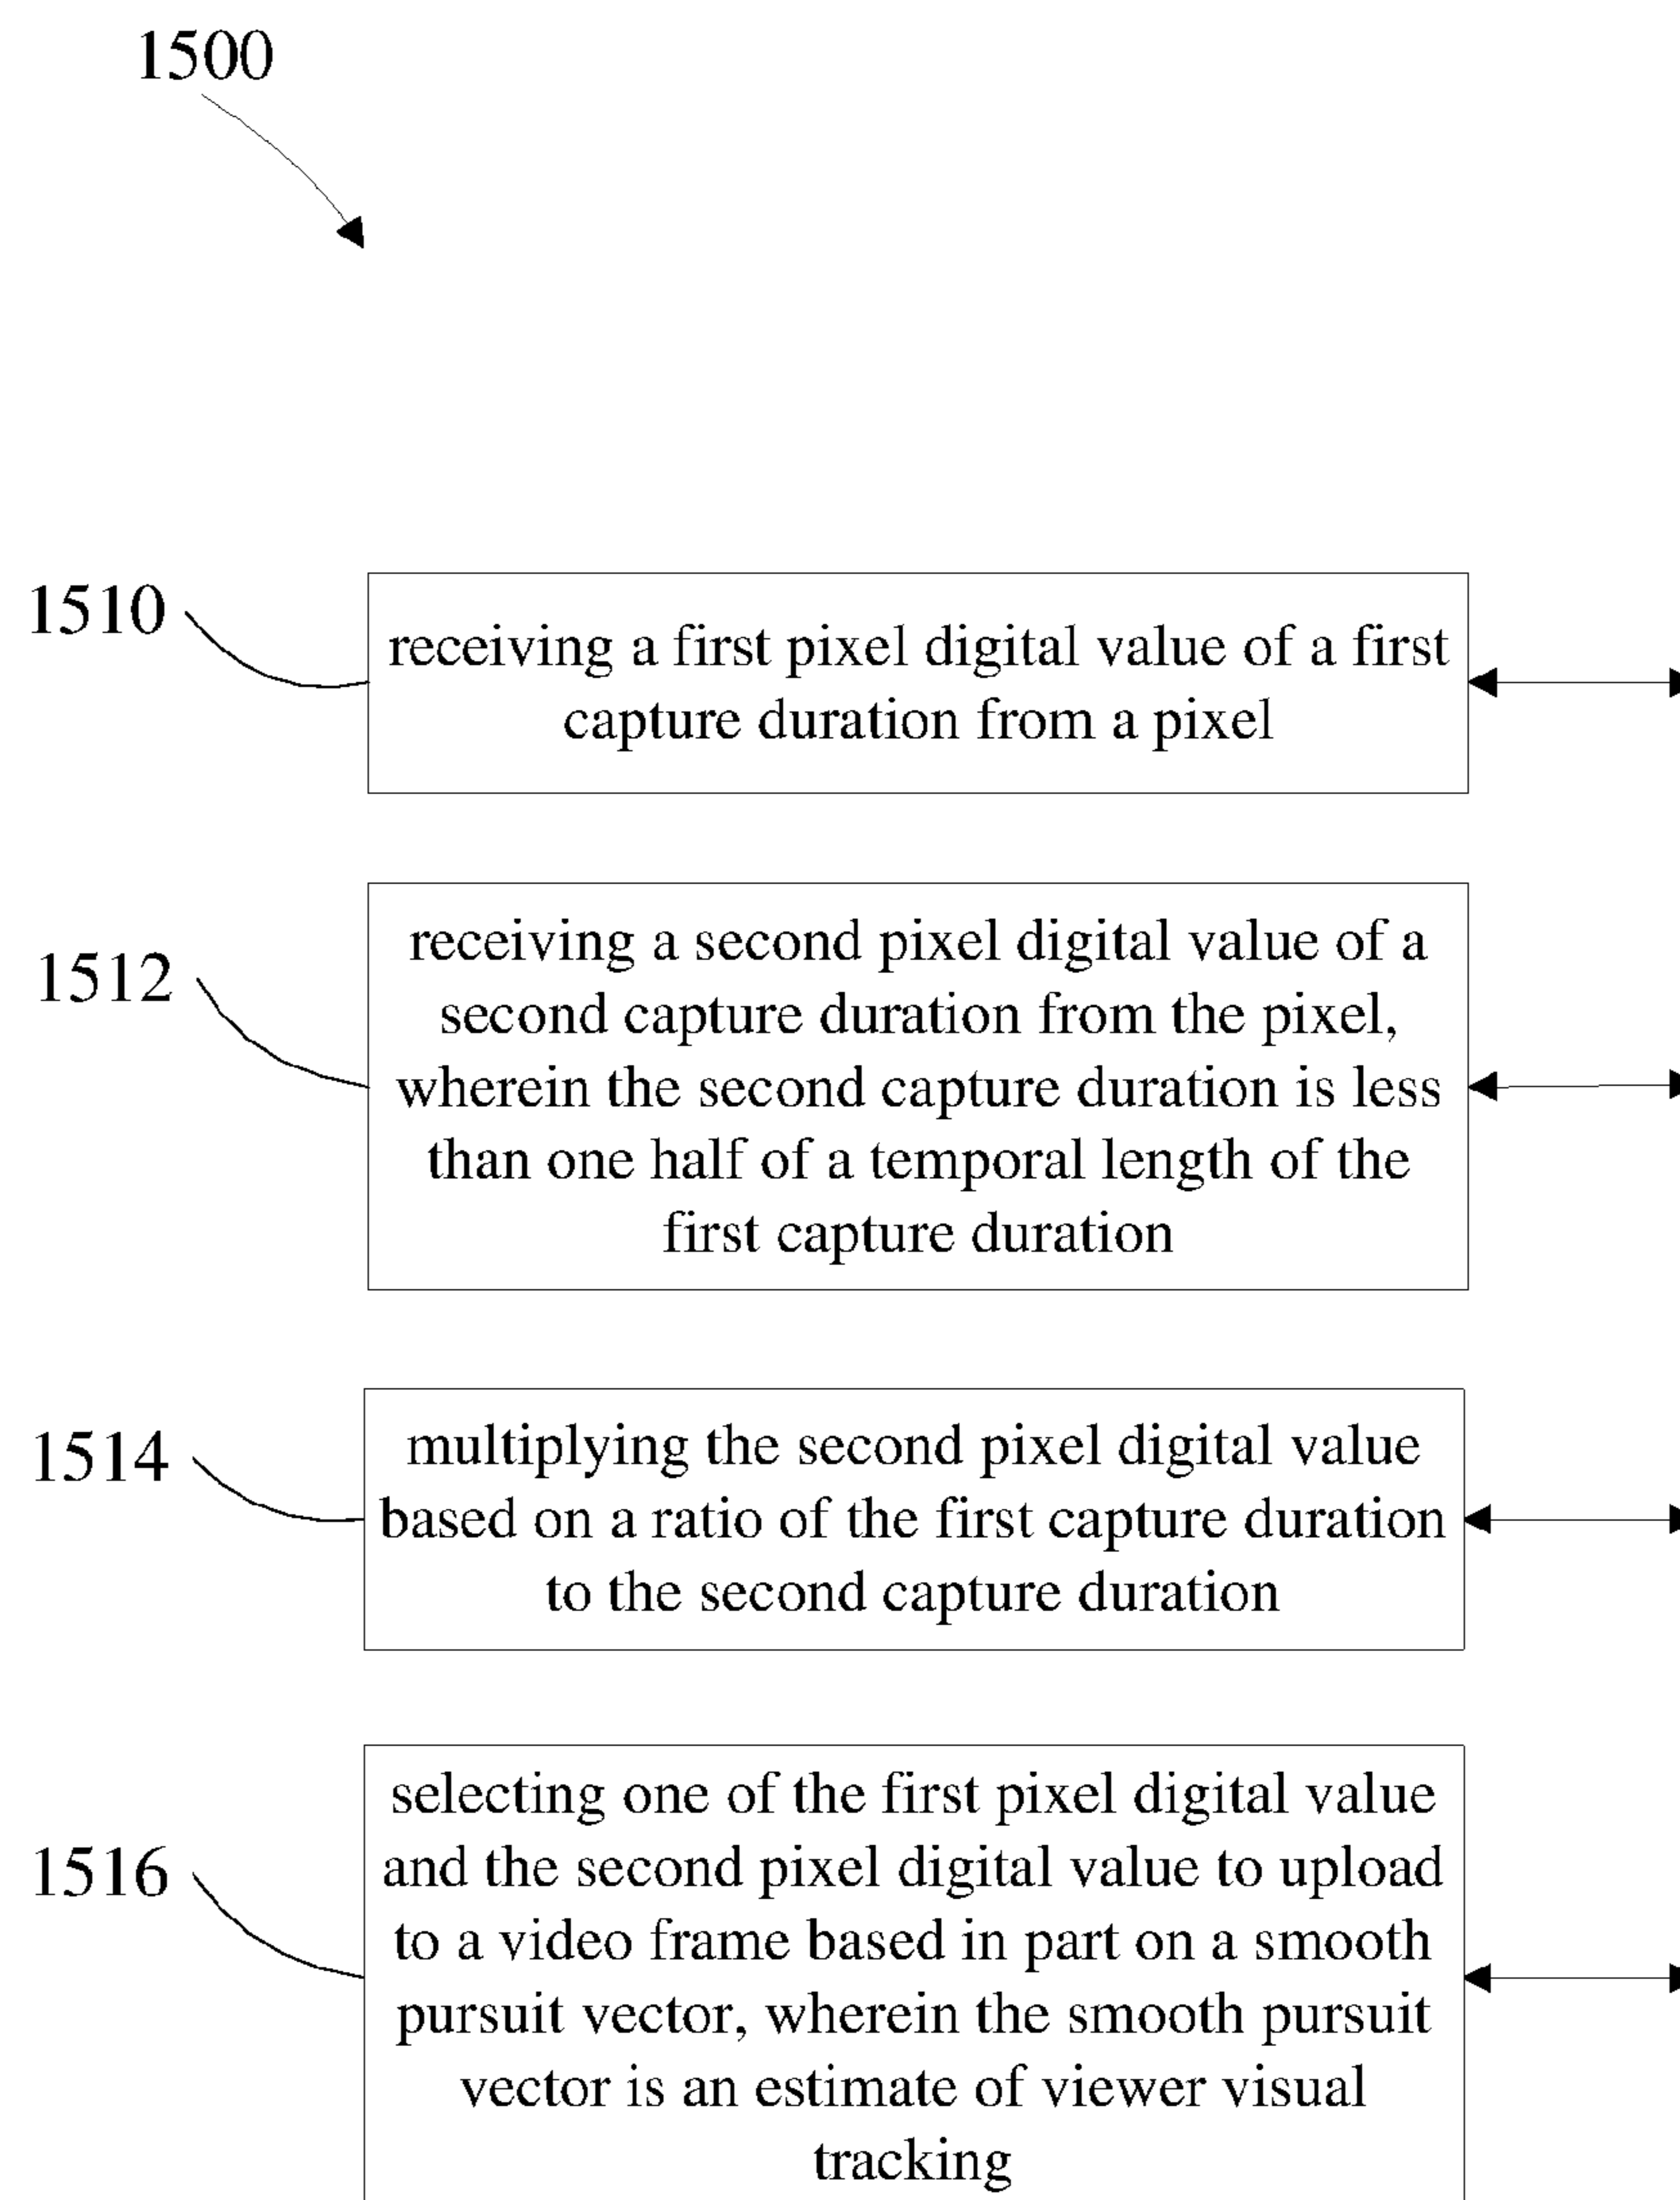 1500
1510
receiving a first pixel digital value of a first
capture duration from a pixel
1512
receiving a second pixel digital value of a
second capture duration from the pixel,
wherein the second capture duration is less
than one half of a temporal length of the
first capture duration
1514
multiplying the second pixel digital value
based on a ratio of the first capture duration
to the second capture duration
1516
selecting one of the first pixel digital value
and the second pixel digital value to upload
to a video frame based in part on a smooth
pursuit vector, wherein the smooth pursuit
vector is an estimate of viewer visual
tracking